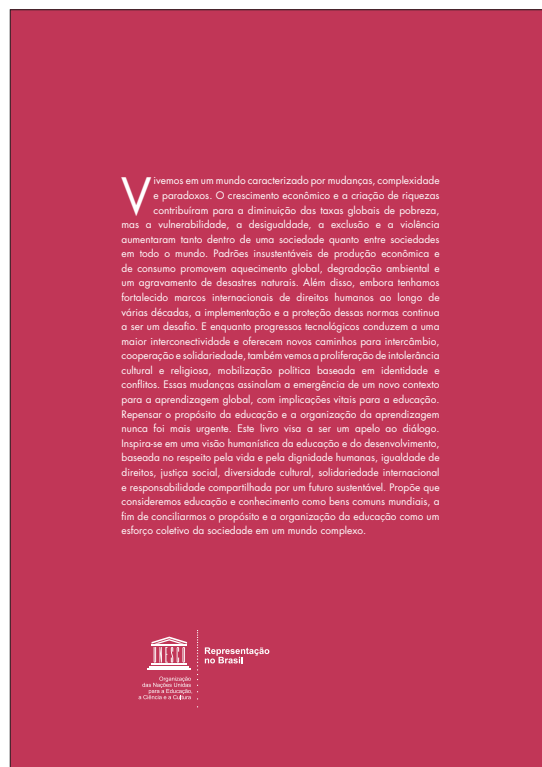 Vivemos em um mundo caracterizado por mudanças, complexidade
e paradoxos. O crescimento econômico e a criação de riquezas
contribuíram para a diminuição das taxas globais de pobreza,
mas a vulnerabilidade, a desigualdade, a exclusão e a violência
aumentaram tanto dentro de uma sociedade quanto entre sociedades
em todo o mundo. Padrões insustentáveis de produção econômica e
de consumo promovem aquecimento global, degradação ambiental e
um agravamento de desastres naturais. Além disso, embora tenhamos
fortalecido marcos internacionais de direitos humanos ao longo de
várias décadas, a implementação e a proteção dessas normas continua
a ser um desafio. E enquanto progressos tecnológicos conduzem a uma
maior interconectividade e oferecem novos caminhos para intercâmbio,
cooperação e solidariedade, também vemos a proliferação de intolerância
cultural e religiosa, mobilização política baseada em identidade e
conflitos. Essas mudanças assinalam a emergência de um novo contexto
para a aprendizagem global, com implicações vitais para a educação.
Repensar o propósito da educação e a organização da aprendizagem
nunca foi mais urgente. Este livro visa a ser um apelo ao diálogo.
Inspira-se em uma visão humanística da educação e do desenvolvimento,
baseada no respeito pela vida e pela dignidade humanas, igualdade de
direitos, justiça social, diversidade cultural, solidariedade internacional
e responsabilidade compartilhada por um futuro sustentável. Propõe que
consideremos educação e conhecimento como bens comuns mundiais, a
fim de conciliarmos o propósito e a organização da educação como um
esforço coletivo da sociedade em um mundo complexo.
UNESCO
Organização
das Nações Unidas
para a Educação,
a Ciência e a Cultura
Representação
no Brasil